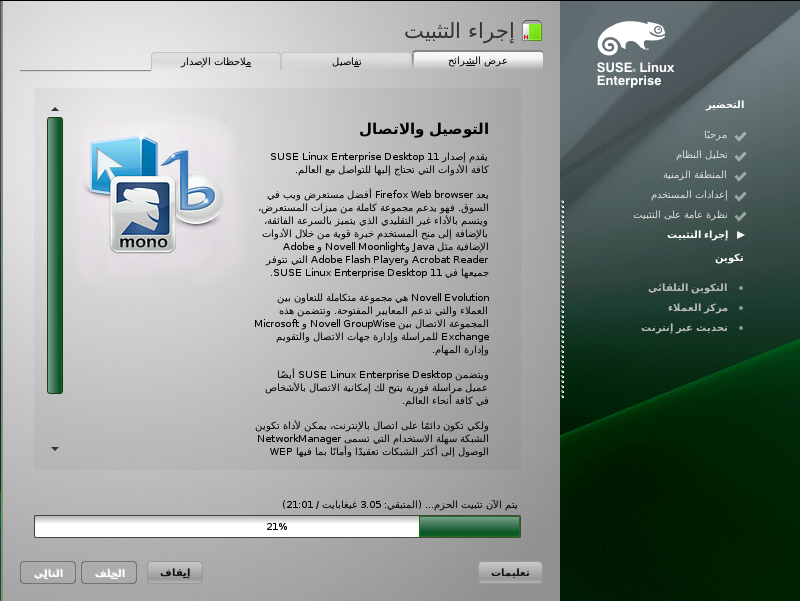 إجراء التثبيت
عرض الشرائح
تفاصيل
ملاحظات الإصدار
التوصيل والاتصال
يقدم إصدار SUSE Linux Enterprise Desktop 11
كافة الأدوات التي تحتاج إليها للتواصل مع العالم.
يعد Firefox Web browser أفضل مستعرض ويب في
السوق. فهو يدعم مجموعة كاملة من ميزات المستعرض،
ويتسم بالأداء غير التقليدي الذي يتميز بالسرعة الفائقة،
بالإضافة إلى منح المستخدم خبرة قوية من خلال الأدوات
الإضافية مثل Java وNovell Moonlight و Adobe
Acrobat Reader وAdobe Flash Player التي تتوفر
جميعها في SUSE Linux Enterprise Desktop 11.
Novell Evolution هي مجموعة متكاملة للتعاون بين
العملاء والتي تدعم المعايير المفتوحة. وتتضمن هذه
المجموعة الاتصال بين Novell GroupWise و Microsoft
Exchange للمراسلة وإدارة جهات الاتصال والتقويم
وإدارة المهام.
ويتضمن SUSE Linux Enterprise Desktop أيضًا
عميل مراسلة فورية يتيح لك إمكانية الاتصال بالأشخاص
في كافة أنحاء العالم.
ولكي تكون دائمًا على اتصال بالإنترنت، يمكن لأداة تكوين
الشبكة سهلة الاستخدام التي تسمى NetworkManager
الوصول إلى أكثر الشبكات تعقيدًا وأمانًا بما فيها WEP
mono
يتم الآن تثبيت الحزم... (المتبقي: 3.05 غيغابايت / 21:01)
21%
تعليمات
إيقاف
الخلف
التالي
SUSE. Linux
Enterprise
التحضير
مرحبًا
تحليل النظام
المنطقة الزمنية
إعدادات المستخدم
نظرة عامة على التثبيت
إجراء التثبيت
تكوين
التكوين التلقائي
مركز العملاء
تحديث عبر إنترنت